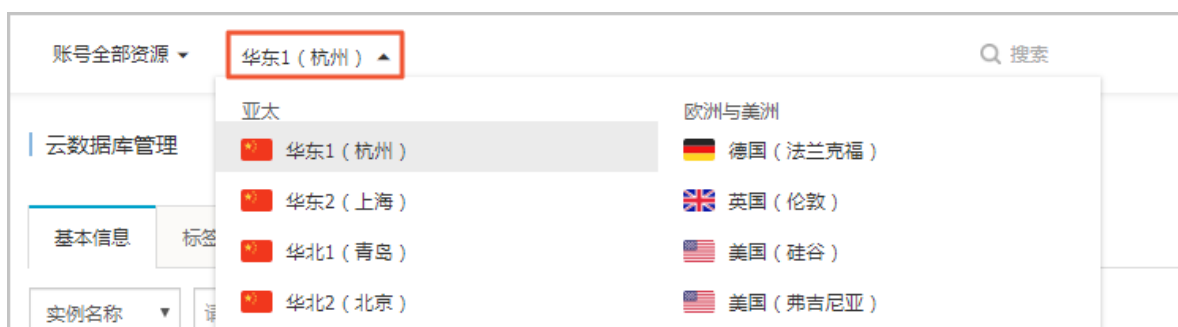 账号全部资源 华东1（杭州） 搜索
亚太 欧洲与美洲
云数据库管理 华东1（杭州） 德国（法兰克福）
华东2（上海） 英国（伦敦）
基本信息 标签 华北1（青岛） 美国（硅谷）
实例名称 请 华北2（北京） 美国（弗吉尼亚）